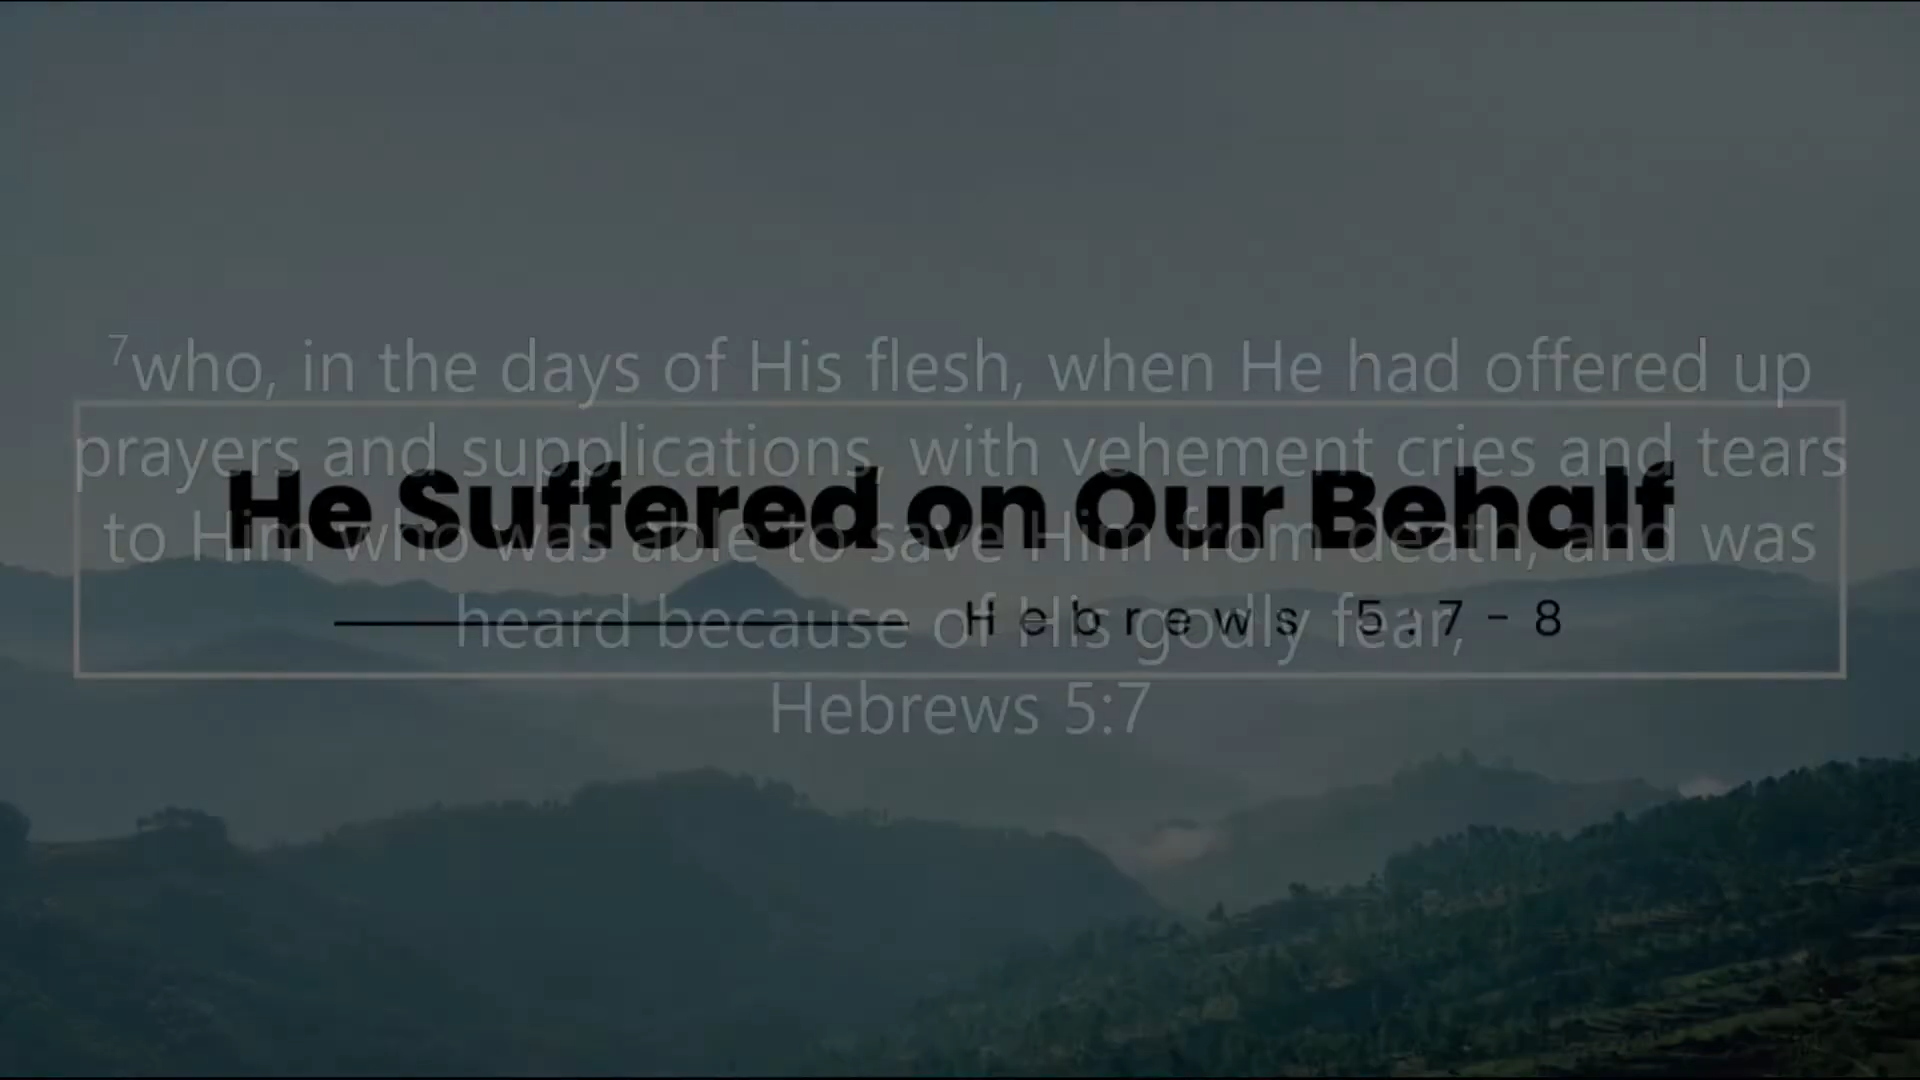 ⁷who, in the days of His flesh, when He had offered up
prayers and supplications, with vehement cries and tears
to Him who was able to save Him from death, and was
heard because of His godly fear,
Hebrews 5:7
He Suffered on Our Behalf
Hebrews 5:7-8